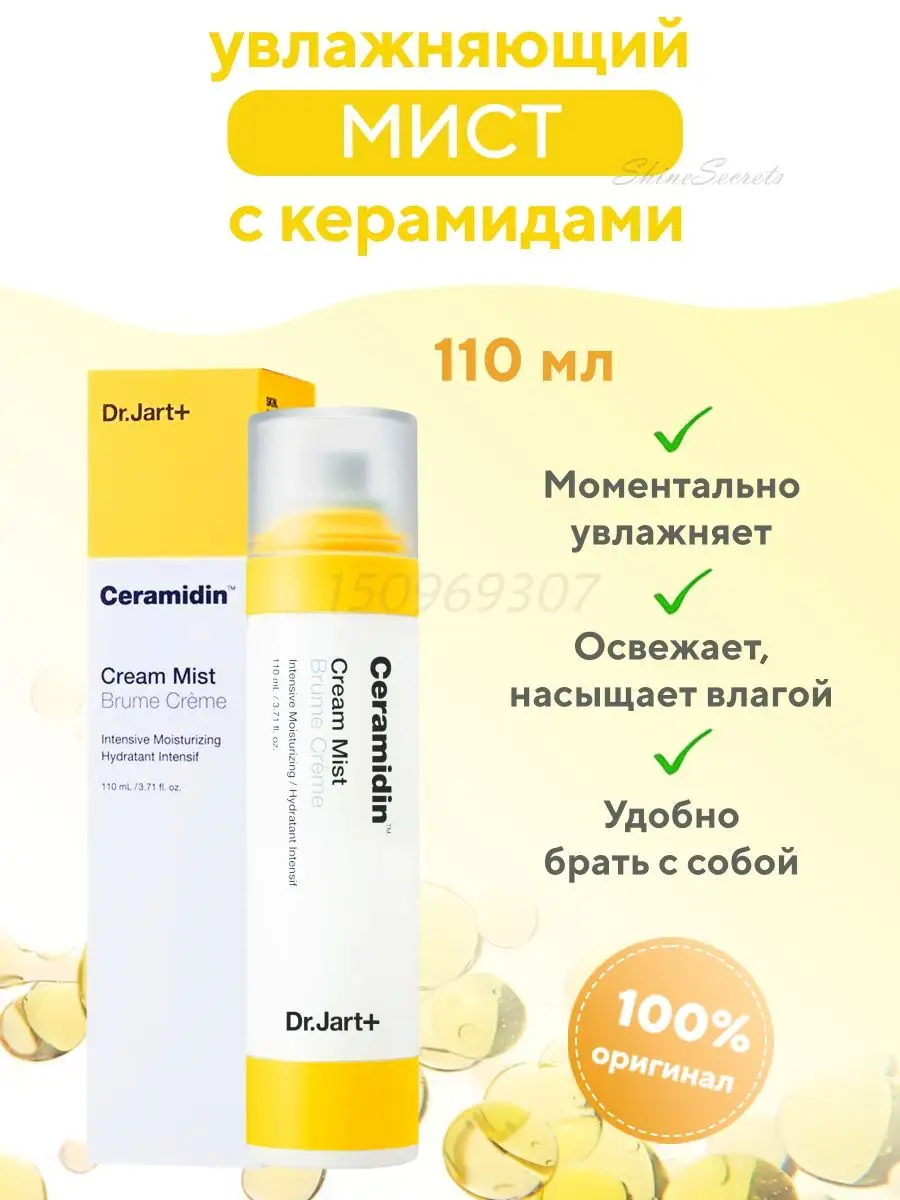 увлажняющий
МИСТ
ShineSecrets
с керамидами
110 мл
Dr.Jart+
Ceramidin™
Cream Mist
Brume Crème
Intensive Moisturizing
Hydratant Intensif
110 mL / 3.71 fl. oz.
150969307
Ceramidin™
Cream Mist
Brume Crème
Intensive Moisturizing / Hydratant Intensif
110 mL / 3.71 fl. oz.
Dr.Jart+
Моментально
увлажняет
Освежает,
насыщает влагой
Удобно
брать с собой
100%
оригинал